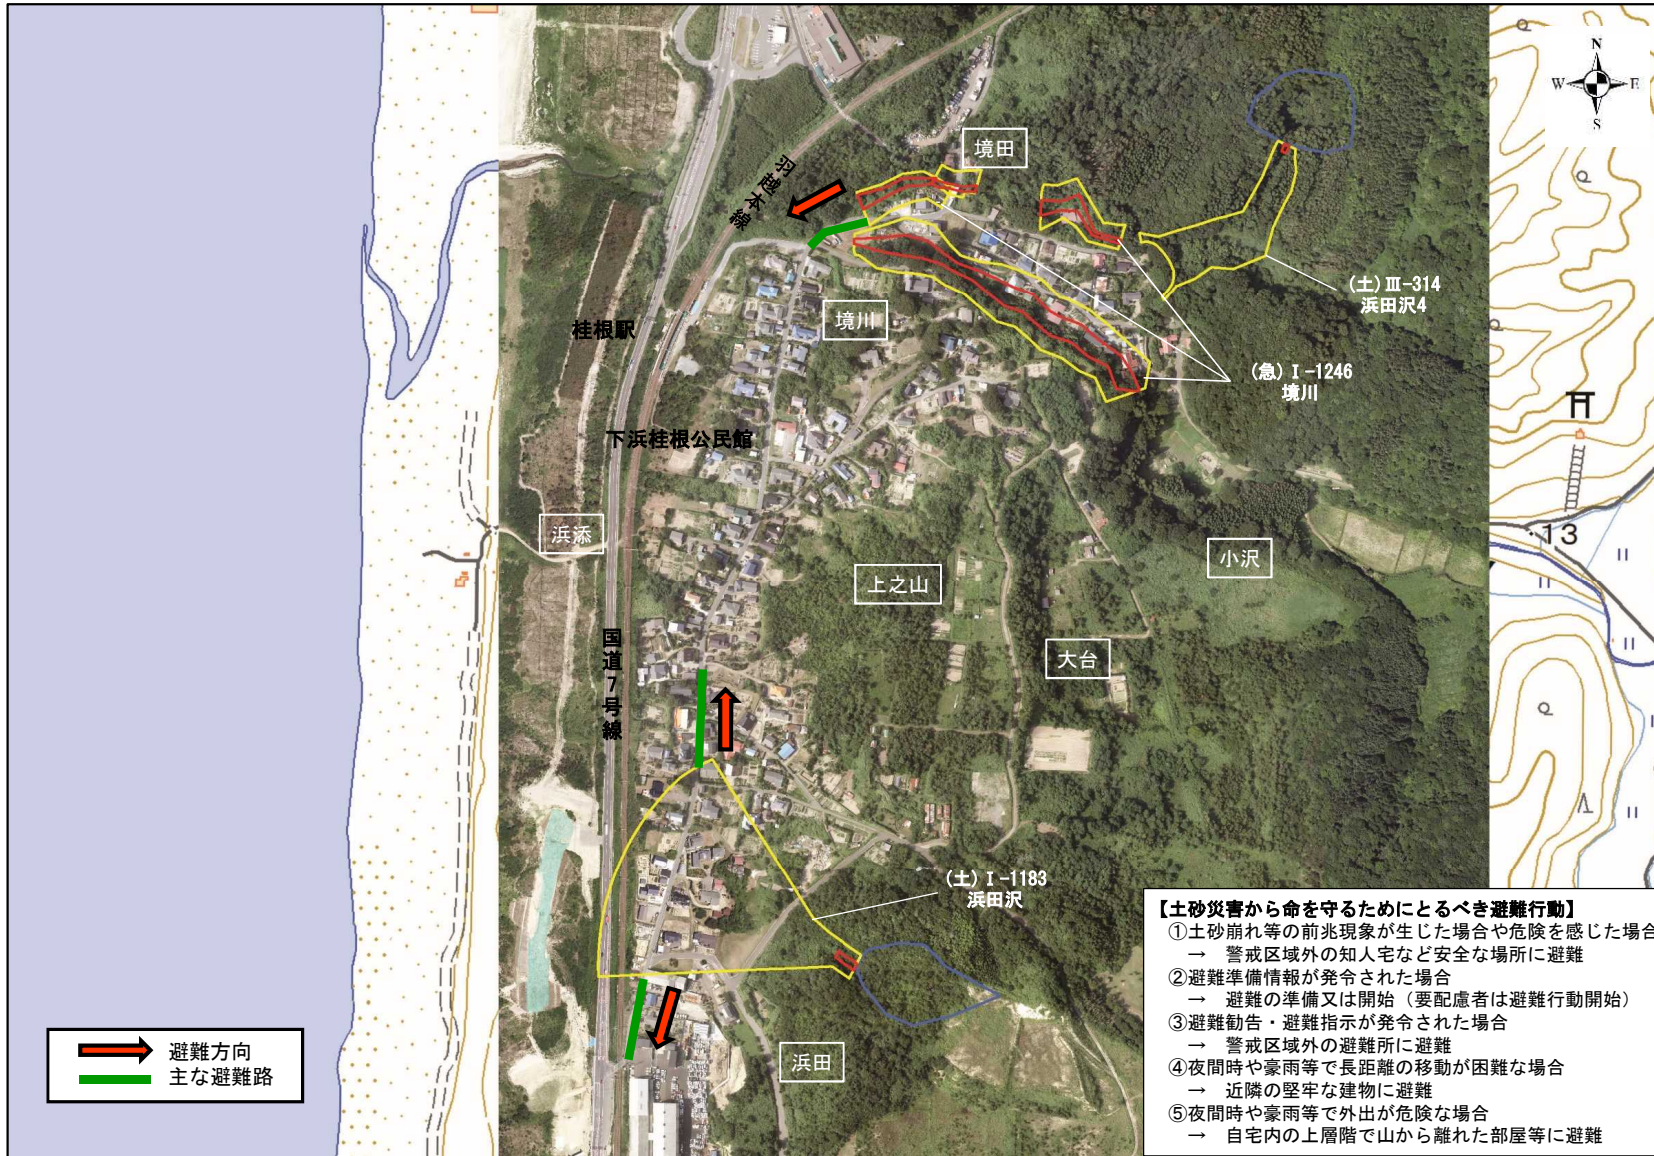 N
W E
S
境田
羽越本線
(土)Ⅲ-314
浜田沢4
境川
桂根駅
(急)Ⅰ-1246
境川
下浜桂根公民館
浜添
13
小沢
上之山
大台
国道7号線
(土)Ⅰ-1183
浜田沢
浜田
避難方向
主な避難路
【土砂災害から命を守るためにとるべき避難行動】
①土砂崩れ等の前兆現象が生じた場合や危険を感じた場合
→ 警戒区域外の知人宅など安全な場所に避難
②避難準備情報が発令された場合
→ 避難の準備又は開始（要配慮者は避難行動開始）
③避難勧告・避難指示が発令された場合
→ 警戒区域外の避難所に避難
④夜間時や豪雨等で長距離の移動が困難な場合
→ 近隣の堅牢な建物に避難
⑤夜間時や豪雨等で外出が危険な場合
→ 自宅内の上層階で山から離れた部屋等に避難